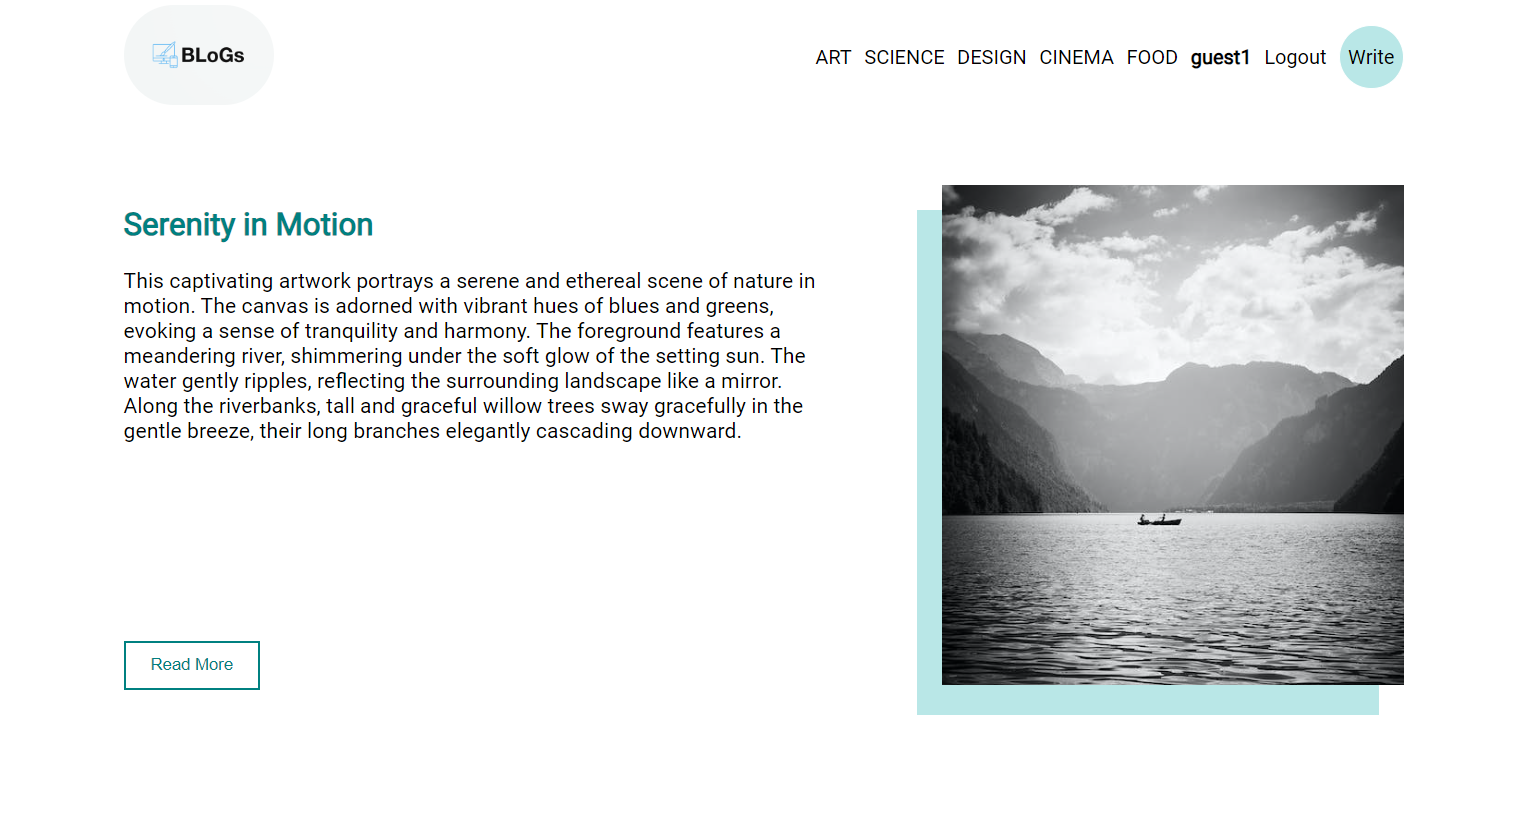 BLoGs
ART SCIENCE DESIGN CINEMA FOOD guest1 Logout Write
Serenity in Motion
This captivating artwork portrays a serene and ethereal scene of nature in
motion. The canvas is adorned with vibrant hues of blues and greens,
evoking a sense of tranquility and harmony. The foreground features a
meandering river, shimmering under the soft glow of the setting sun. The
water gently ripples, reflecting the surrounding landscape like a mirror.
Along the riverbanks, tall and graceful willow trees sway gracefully in the
gentle breeze, their long branches elegantly cascading downward.
Read More